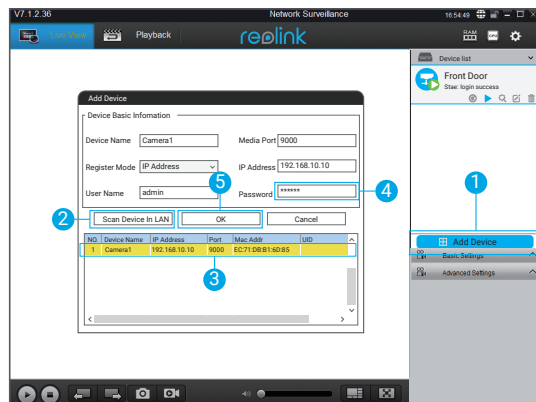 V7.1.2.36 Network Surveillance 16:54:49
Live View Playback reolink RAM CPU
Device list
Front Door
Stae: login success
Add Device
Device Basic Infomation
Device Name Camera1 Media Port 9000
Register Mode IP Address IP Address 192.168.10.10
User Name admin Password ******
5
4
1
2 Scan Device In LAN OK Cancel
NO. Device Name IP Address Port Mac Addr UID
1 Camera1 192.168.10.10 9000 EC:71:DB:B1:6D:85
3
Add Device
Basic Settings
Advanced Settings